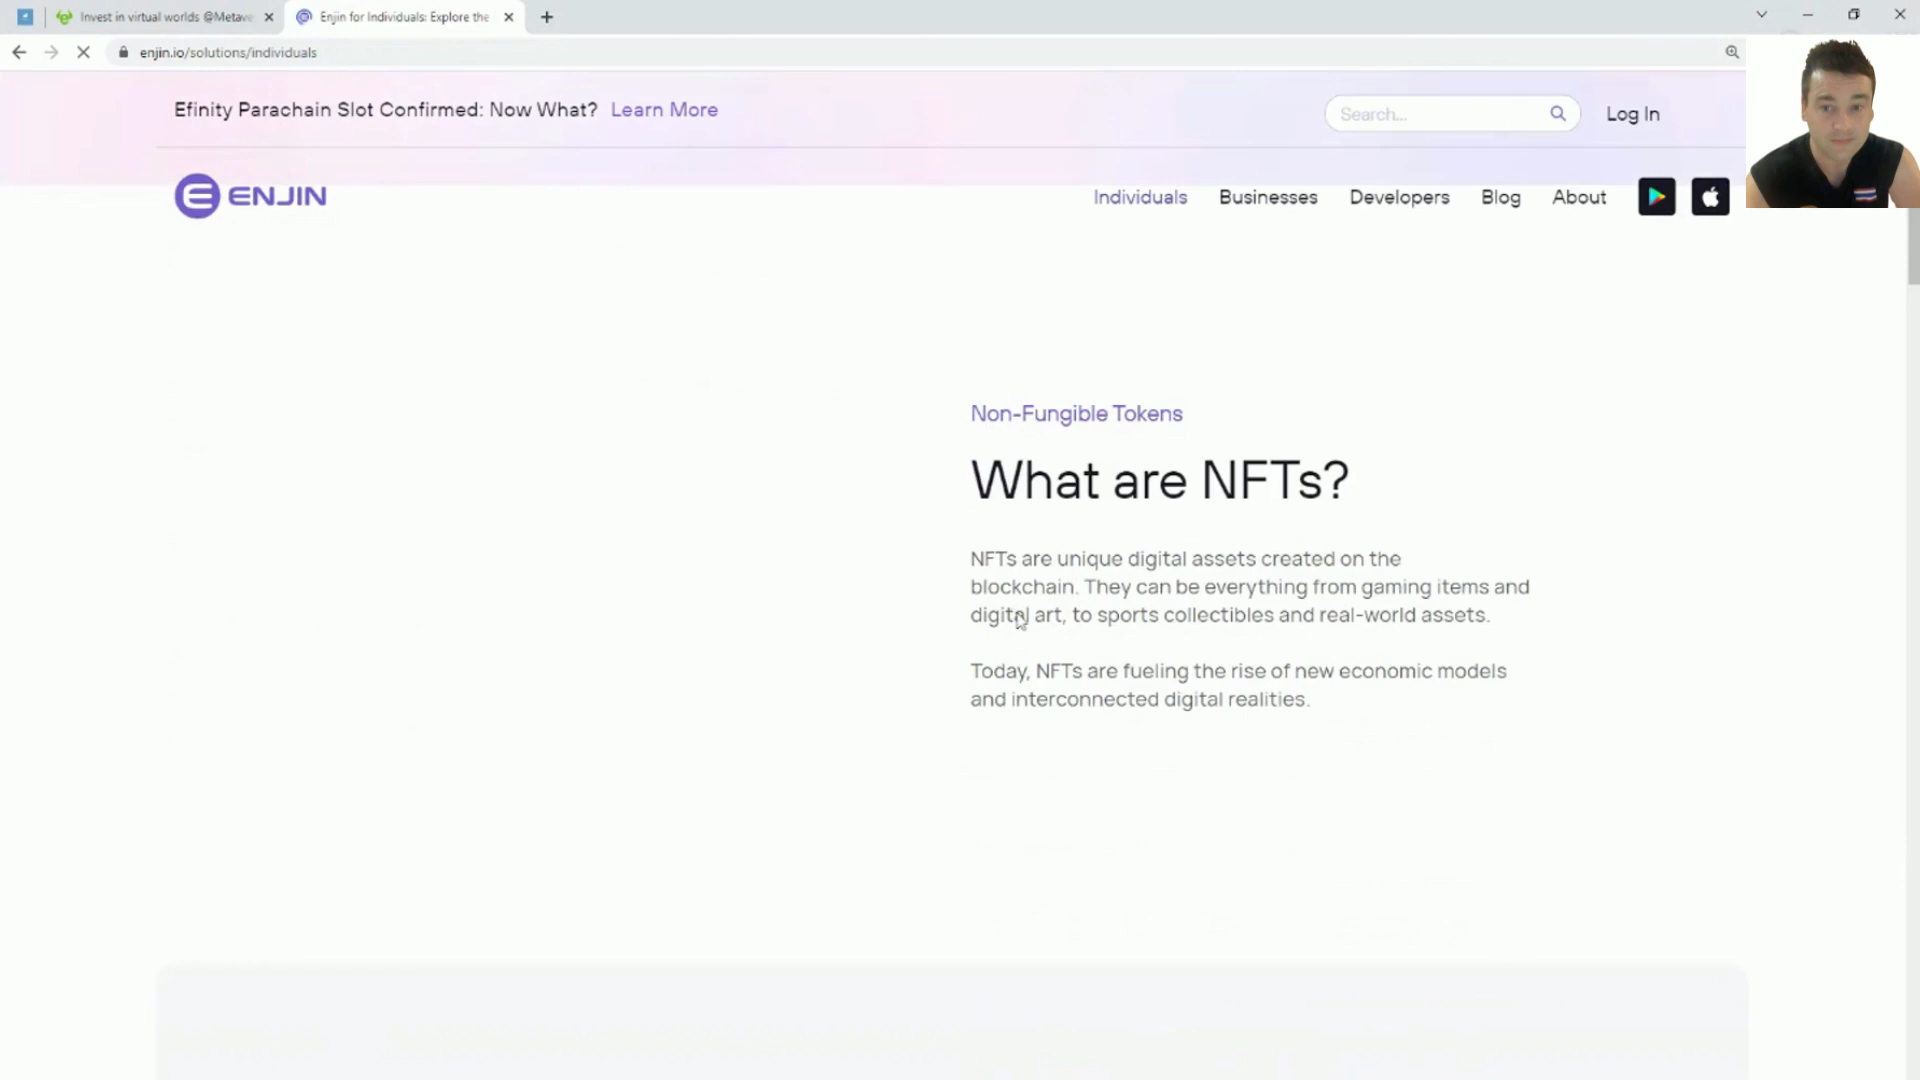 Invest in virtual worlds @Metave
Enjin for Individuals: Explore the
enjin.io/solutions/individuals
Efinity Parachain Slot Confirmed: Now What? Learn More
Search...
Log In
ENJIN
Individuals
Businesses
Developers
Blog
About
Non-Fungible Tokens
What are NFTs?
NFTs are unique digital assets created on the
blockchain. They can be everything from gaming items and
digital art, to sports collectibles and real-world assets.
Today, NFTs are fueling the rise of new economic models
and interconnected digital realities.